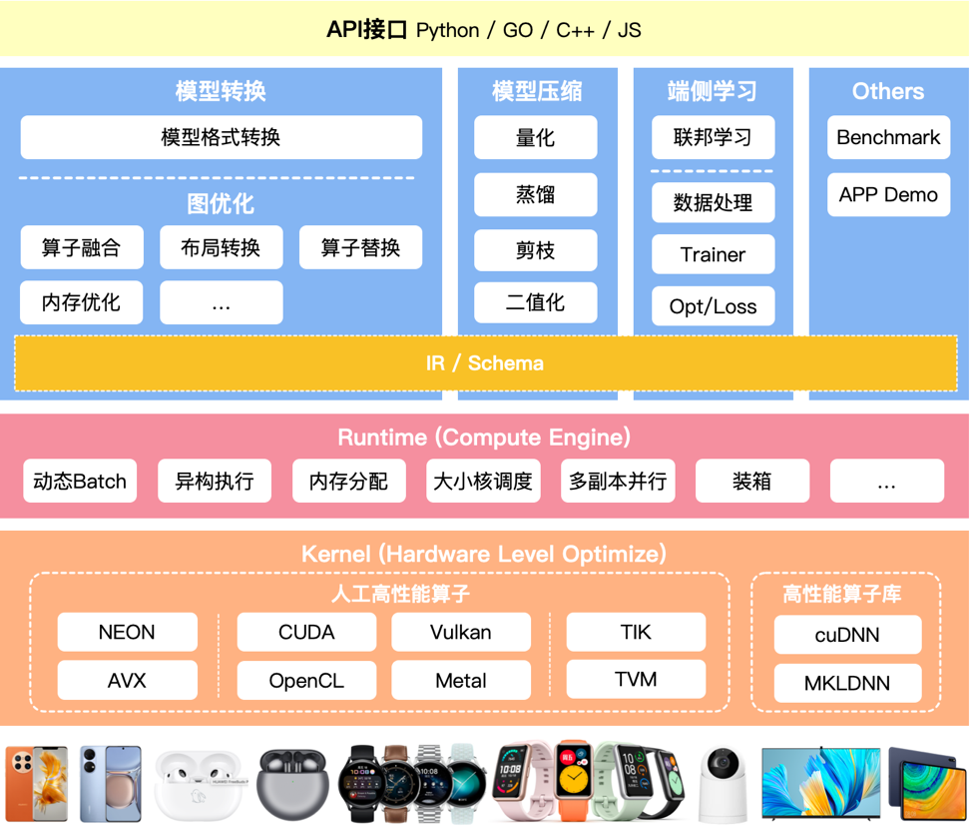 API接口 Python / GO / C++ / JS
模型转换
模型格式转换
图优化
算子融合
布局转换
算子替换
内存优化
...
模型压缩
量化
蒸馏
剪枝
二值化
端侧学习
联邦学习
数据处理
Trainer
Opt/Loss
Others
Benchmark
APP Demo
IR / Schema
Runtime (Compute Engine)
动态Batch
异构执行
内存分配
大小核调度
多副本并行
装箱
...
Kernel (Hardware Level Optimize)
人工高性能算子
NEON
CUDA
Vulkan
TIK
AVX
OpenCL
Metal
TVM
高性能算子库
cuDNN
MKLDNN
10:08
10:08